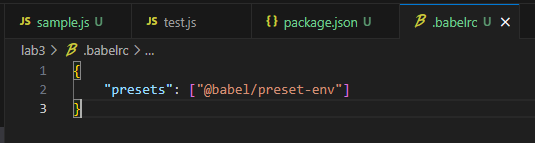 JS sample.js U
JS test.js
{} package.json U
B .babelrc U ×
lab3 > B .babelrc > ...
1 {
2 "presets": ["@babel/preset-env"]
3 }